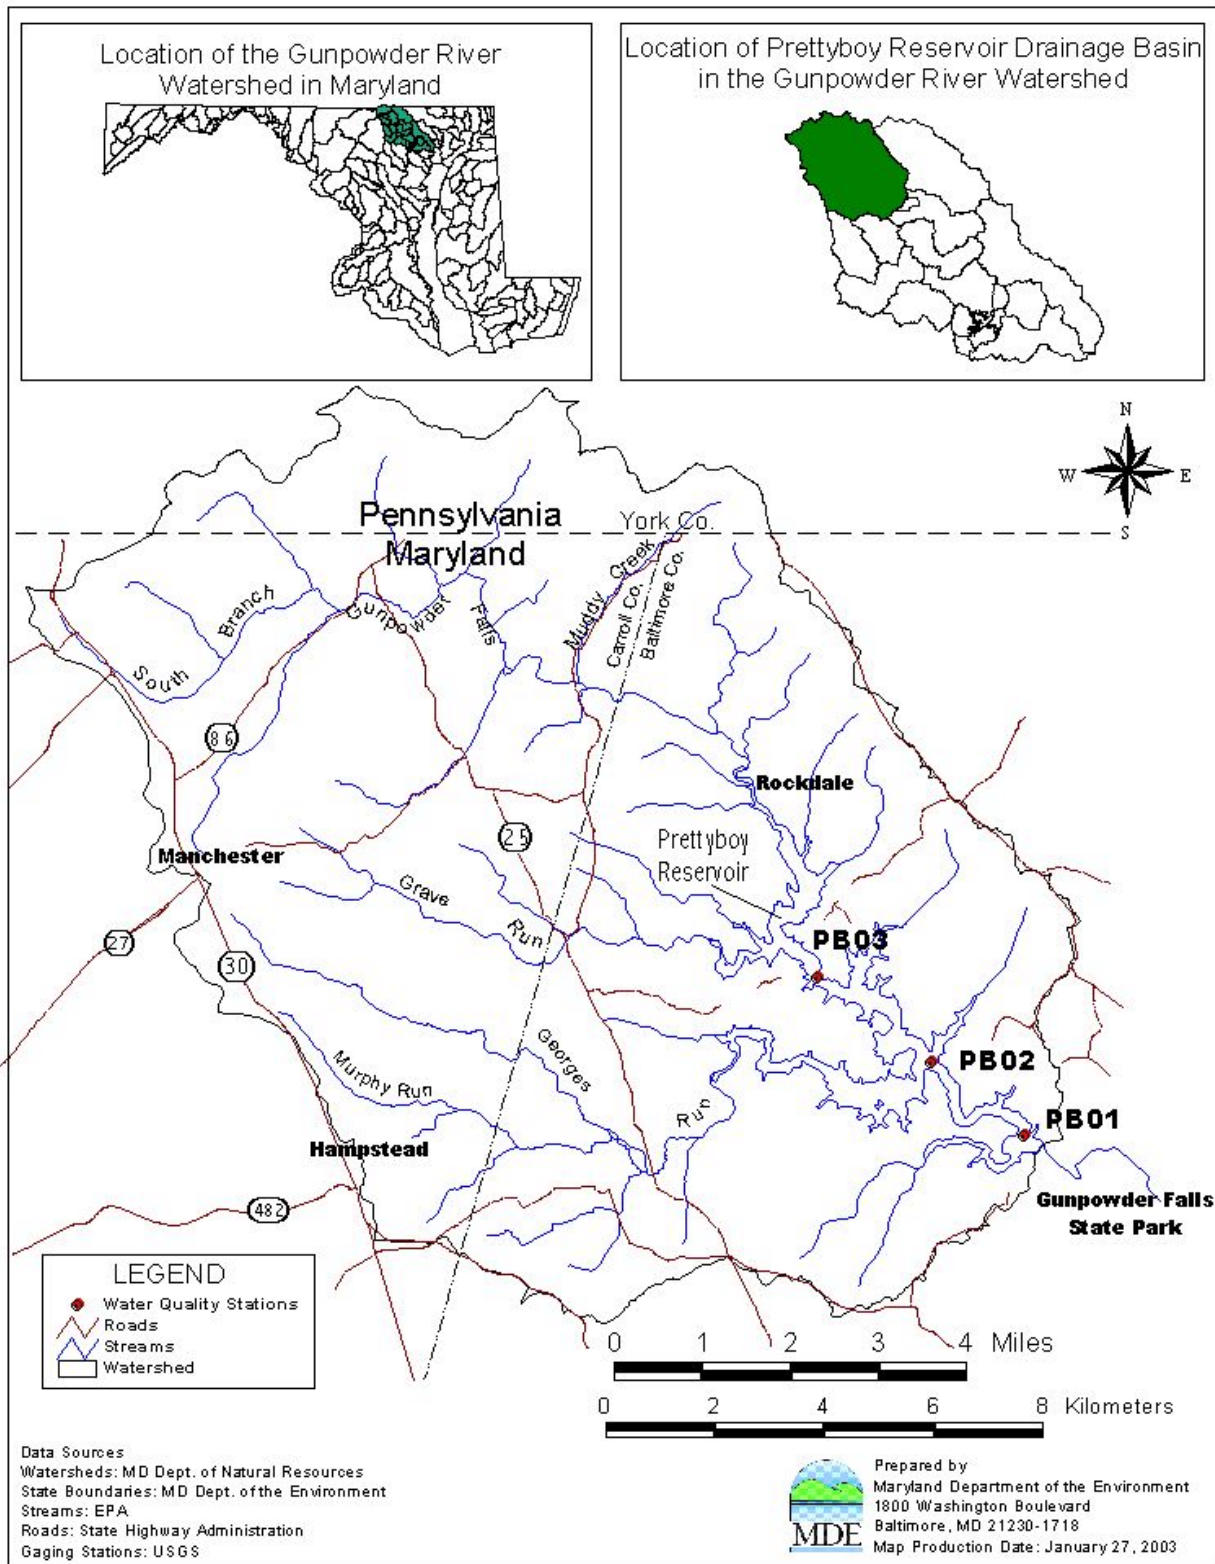 Location of the Gunpowder River
Watershed in Maryland
Location of Prettyboy Reservoir Drainage Basin
in the Gunpowder River Watershed
N
W
E
S
Pennsylvania
York Co.
Maryland
Muddy Creek
Carroll Co.
Baltimore Co.
South Branch
Gunpowder Falls
86
Rockdale
25
Prettyboy
Reservoir
Manchester
Grave Run
PB03
27
30
Georges Run
Murphy Run
PB02
PB01
Hampstead
Gunpowder Falls
State Park
482
LEGEND
Water Quality Stations
Roads
Streams
Watershed
0 1 2 3 4 Miles
0 2 4 6 8 Kilometers
Data Sources
Watersheds: MD Dept. of Natural Resources
State Boundaries: MD Dept. of the Environment
Streams: EPA
Roads: State Highway Administration
Gaging Stations: USGS
MDE
Prepared by
Maryland Department of the Environment
1800 Washington Boulevard
Baltimore, MD 21230-1718
Map Production Date: January 27, 2003